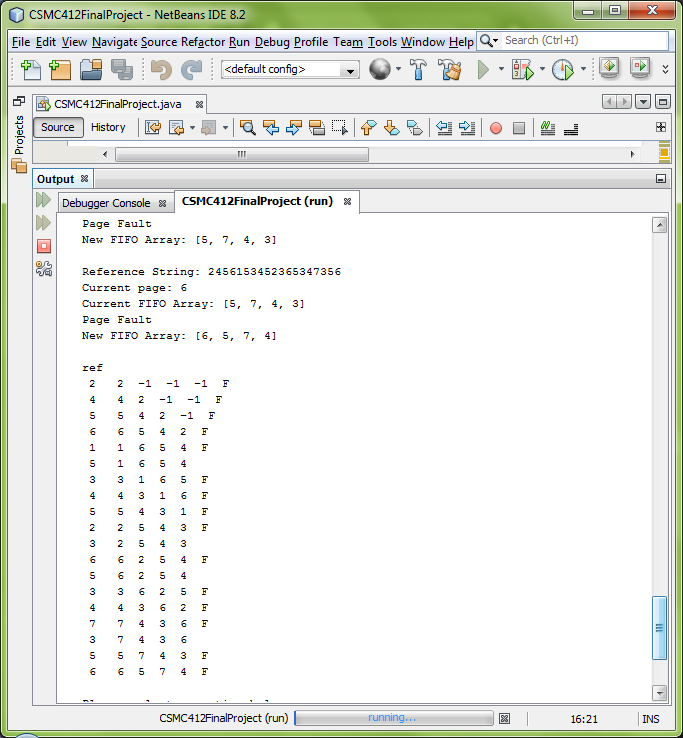 CSMC412FinalProject - NetBeans IDE 8.2
File Edit View Navigate Source Refactor Run Debug Profile Team Tools Window Help Search (Ctrl+I)
<default config>
Projects
CSMC412FinalProject.java
Source History
Output
Debugger Console CSMC412FinalProject (run)
Page Fault
New FIFO Array: [5, 7, 4, 3]
Reference String: 2456153452365347356
Current page: 6
Current FIFO Array: [5, 7, 4, 3]
Page Fault
New FIFO Array: [6, 5, 7, 4]
ref
2 2 -1 -1 -1 F
4 4 2 -1 -1 F
5 5 4 2 -1 F
6 6 5 4 2 F
1 1 6 5 4 F
5 1 6 5 4
3 3 1 6 5 F
4 4 3 1 6 F
5 5 4 3 1 F
2 2 5 4 3 F
3 2 5 4 3
6 6 2 5 4 F
5 6 2 5 4
3 3 6 2 5 F
4 4 3 6 2 F
7 7 4 3 6 F
3 7 4 3 6
5 5 7 4 3 F
6 6 5 7 4 F
CSMC412FinalProject (run) running... 16:21 INS